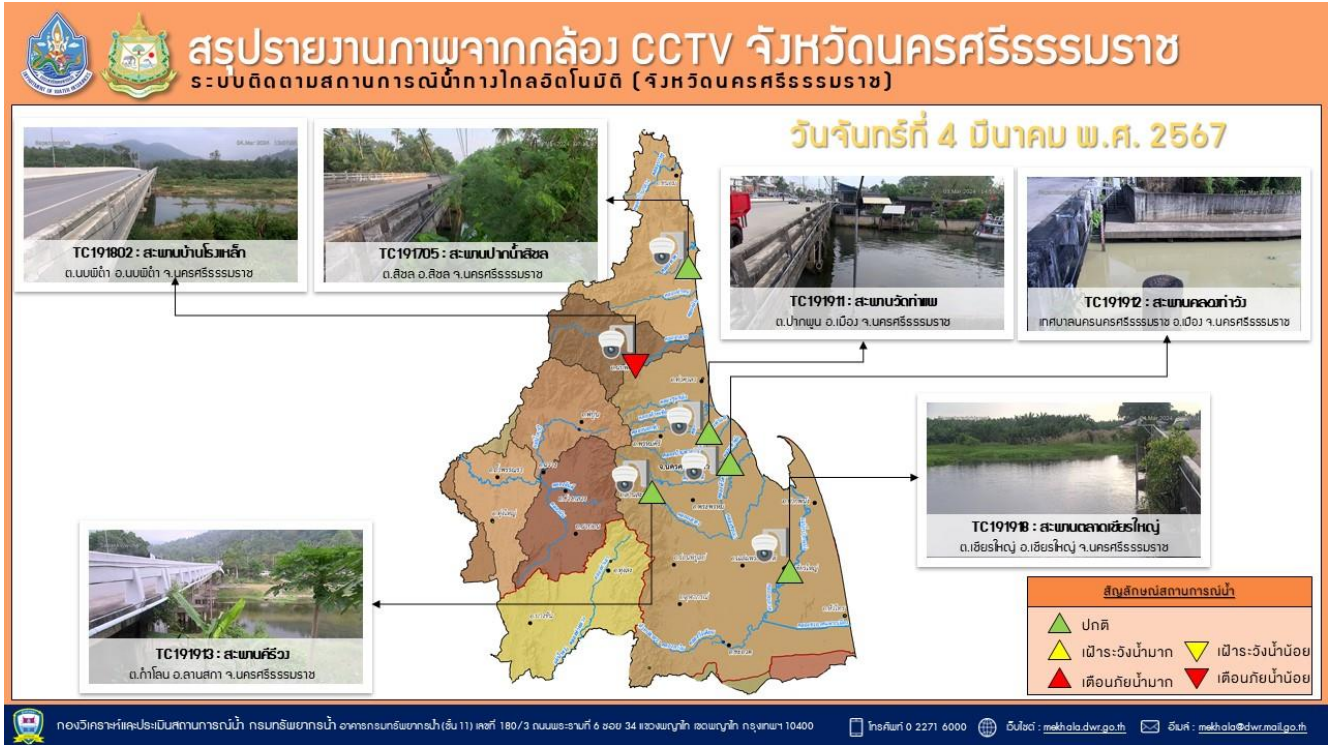 สรุปรายงานภาพจากกล้อง CCTV จังหวัดนครศรีธรรมราช
ระบบติดตามสถานการณ์น้ำทางไกลอัตโนมัติ (จังหวัดนครศรีธรรมราช)
วันจันทร์ที่ 4 มีนาคม พ.ศ. 2567
TC191802 : สะพานบ้านโรงเหล็ก
ต.นบพิตำ อ.นบพิตำ จ.นครศรีธรรมราช
TC191705 : สะพานปากน้ำสิชล
ต.สิชล อ.สิชล จ.นครศรีธรรมราช
TC191911 : สะพานวัดท่าแพ
ต.ปากพูน อ.เมือง จ.นครศรีธรรมราช
TC191912 : สะพานคลองท่าวัง
เทศบาลนครนครศรีธรรมราช อ.เมือง จ.นครศรีธรรมราช
TC191918 : สะพานตลาดเชียรใหญ่
ต.เชียรใหญ่ อ.เชียรใหญ่ จ.นครศรีธรรมราช
TC191913 : สะพานคีรีวง
ต.กำโลน อ.ลานสกา จ.นครศรีธรรมราช
สัญลักษณ์สถานการณ์น้ำ
ปกติ
เฝ้าระวังน้ำมาก เฝ้าระวังน้ำน้อย
เตือนภัยน้ำมาก เตือนภัยน้ำน้อย
กองวิเคราะห์และประเมินสถานการณ์น้ำ กรมทรัพยากรน้ำ อาคารกรมทรัพยากรน้ำ (ชั้น 11) เลขที่ 180/3 ถนนพระรามที่ 6 ซอย 34 แขวงพญาไท เขตพญาไท กรุงเทพฯ 10400 โทรศัพท์ 0 2271 6000 เว็บไซต์ : mekhala.dwr.go.th อีเมล์ : mekhala@dwr.mail.go.th